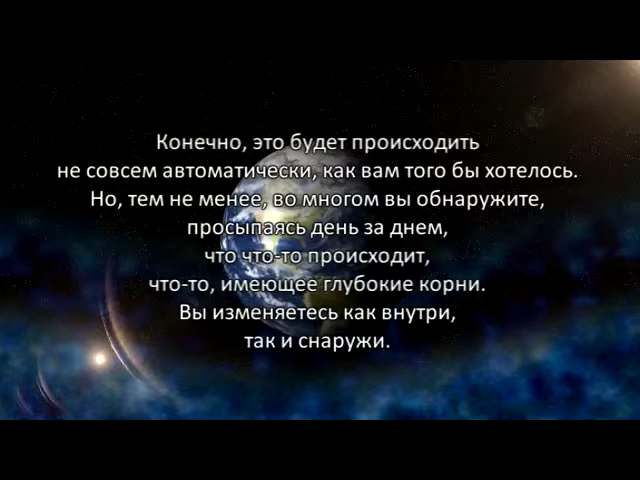 Конечно, это будет происходить
не совсем автоматически, как вам того бы хотелось.
Но, тем не менее, во многом вы обнаружите,
просыпаясь день за днем,
что что-то происходит,
что-то, имеющее глубокие корни.
Вы изменяетесь как внутри,
так и снаружи.